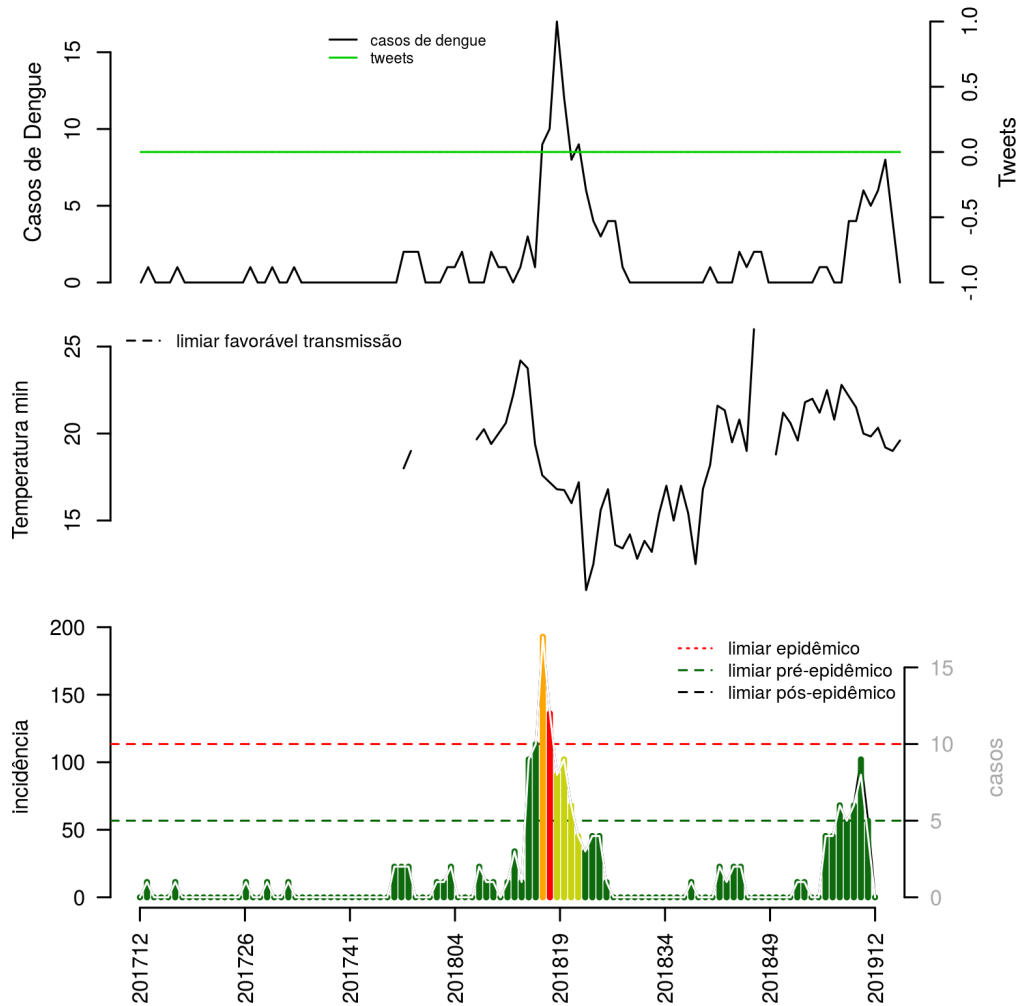 casos de dengue
tweets
Casos de Dengue
0
5
10
15
Tweets
-1.0
-0.5
0.0
0.5
1.0
limiar favorável transmissão
Temperatura min
15
20
25
limiar epidêmico
limiar pré-epidêmico
limiar pós-epidêmico
incidência
0
50
100
150
200
casos
0
5
10
15
201712
201726
201741
201804
201819
201834
201849
201912